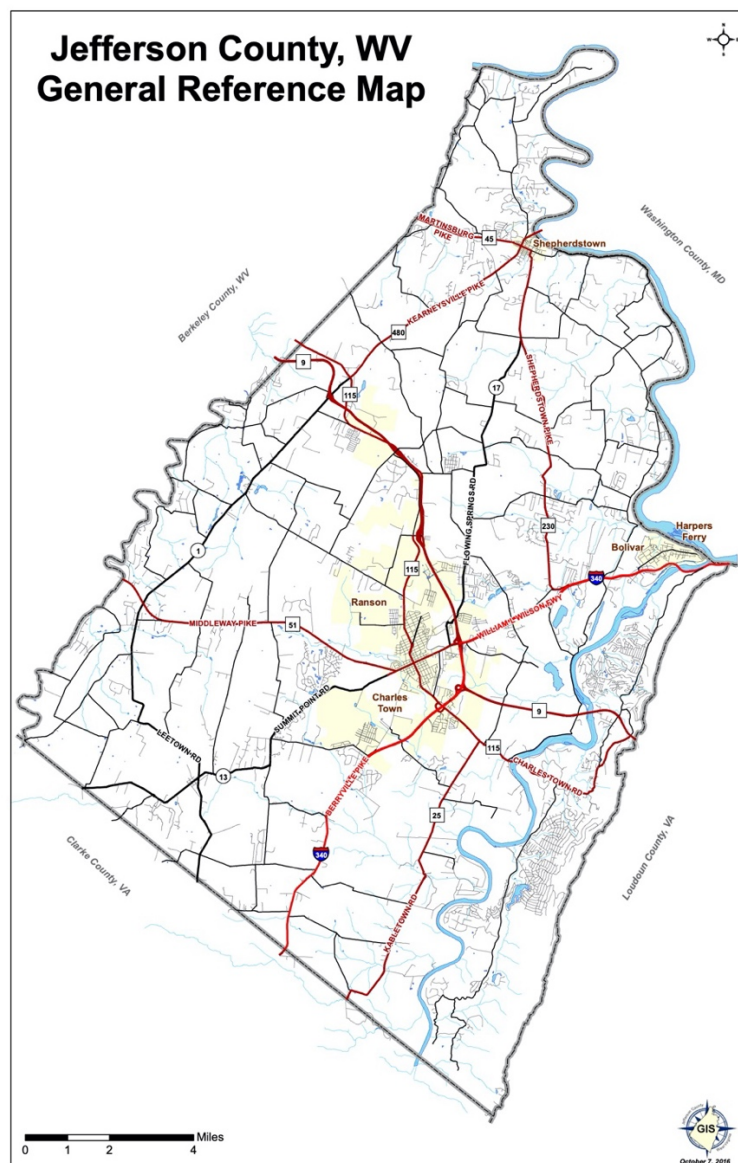 Jefferson County, WV
General Reference Map
N
W
E
S
Washington County, MD
MARTINSBURG
PIKE
45
Shepherdstown
Berkeley County, WV
KEARNEYSVILLE PIKE
480
9
115
17
SHEPHERDSTOWN PIKE
FLOWING SPRINGS RD
230
Harpers
Ferry
Bolivar
1
115
340
Ranson
WILLIAM L WILSON FWY
MIDDLEWAY PIKE
51
SUMMIT POINT RD
Charles
Town
9
LEETOWN RD
115
CHARLES TOWN RD
13
BERRYVILLE PIKE
25
340
Clarke County, VA
Loudoun County, VA
KABLETOWN RD
0
1
2
4
Miles
GIS
October 7, 2016